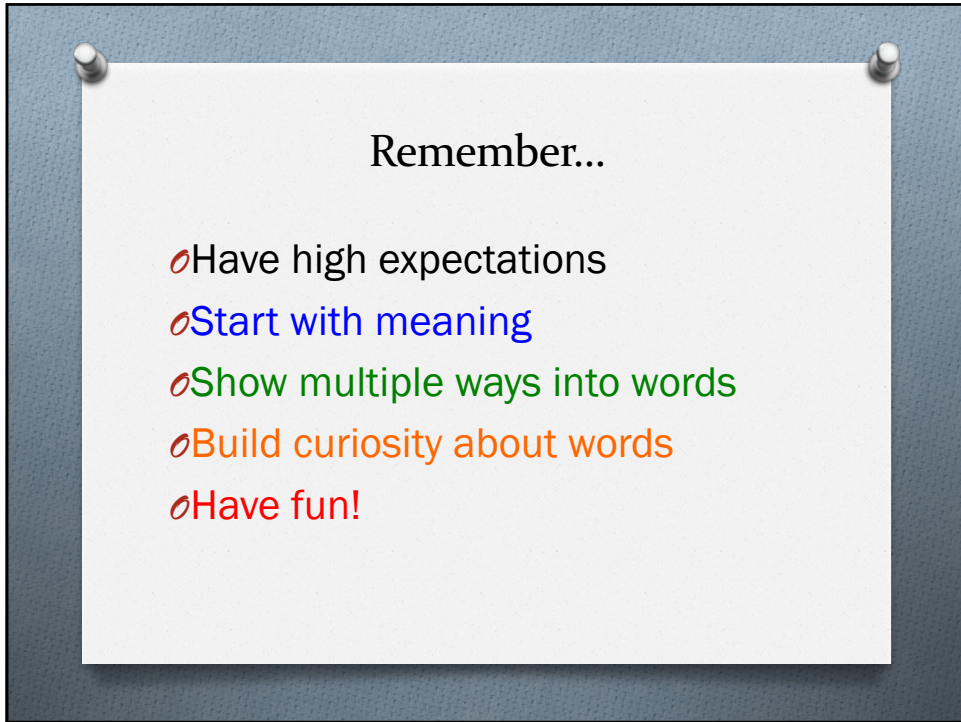 Remember...
Have high expectations
Start with meaning
Show multiple ways into words
Build curiosity about words
Have fun!